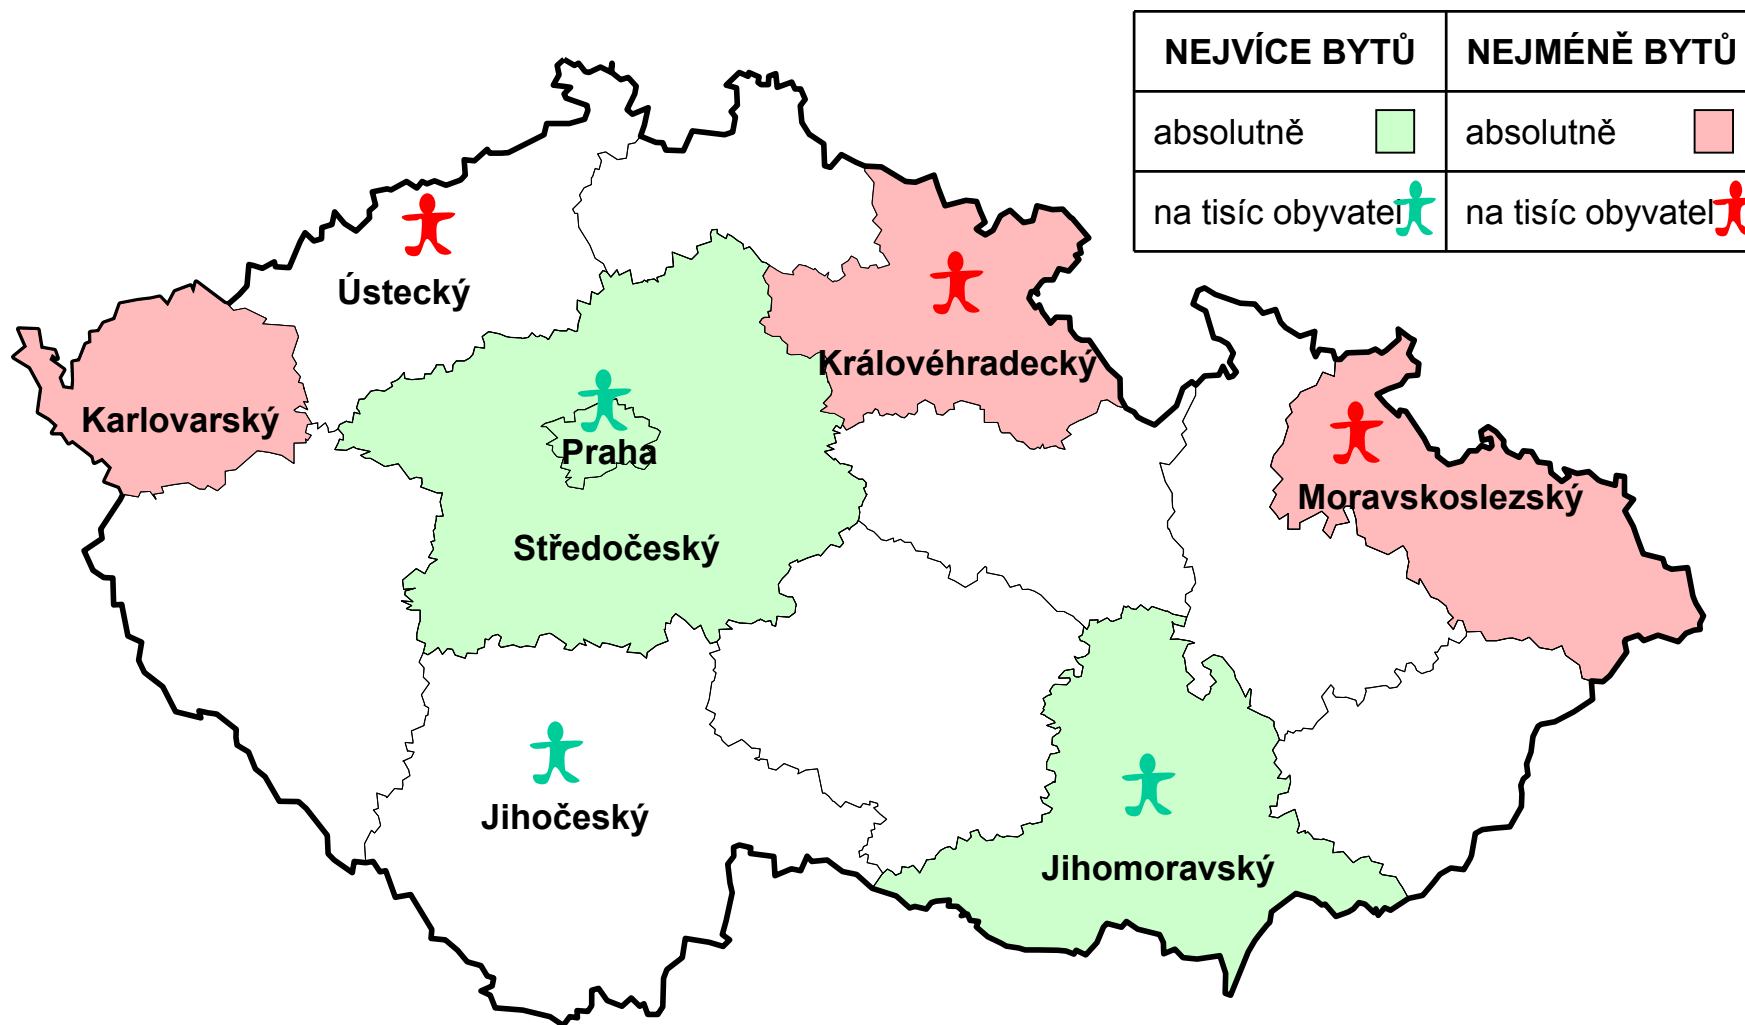 NEJVÍCE BYTŮ NEJMÉNĚ BYTŮ
absolutně absolutně
na tisíc obyvatel na tisíc obyvatel
Ústecký
Královéhradecký
Karlovarský
Praha
Moravskoslezský
Středočeský
Jihočeský
Jihomoravský